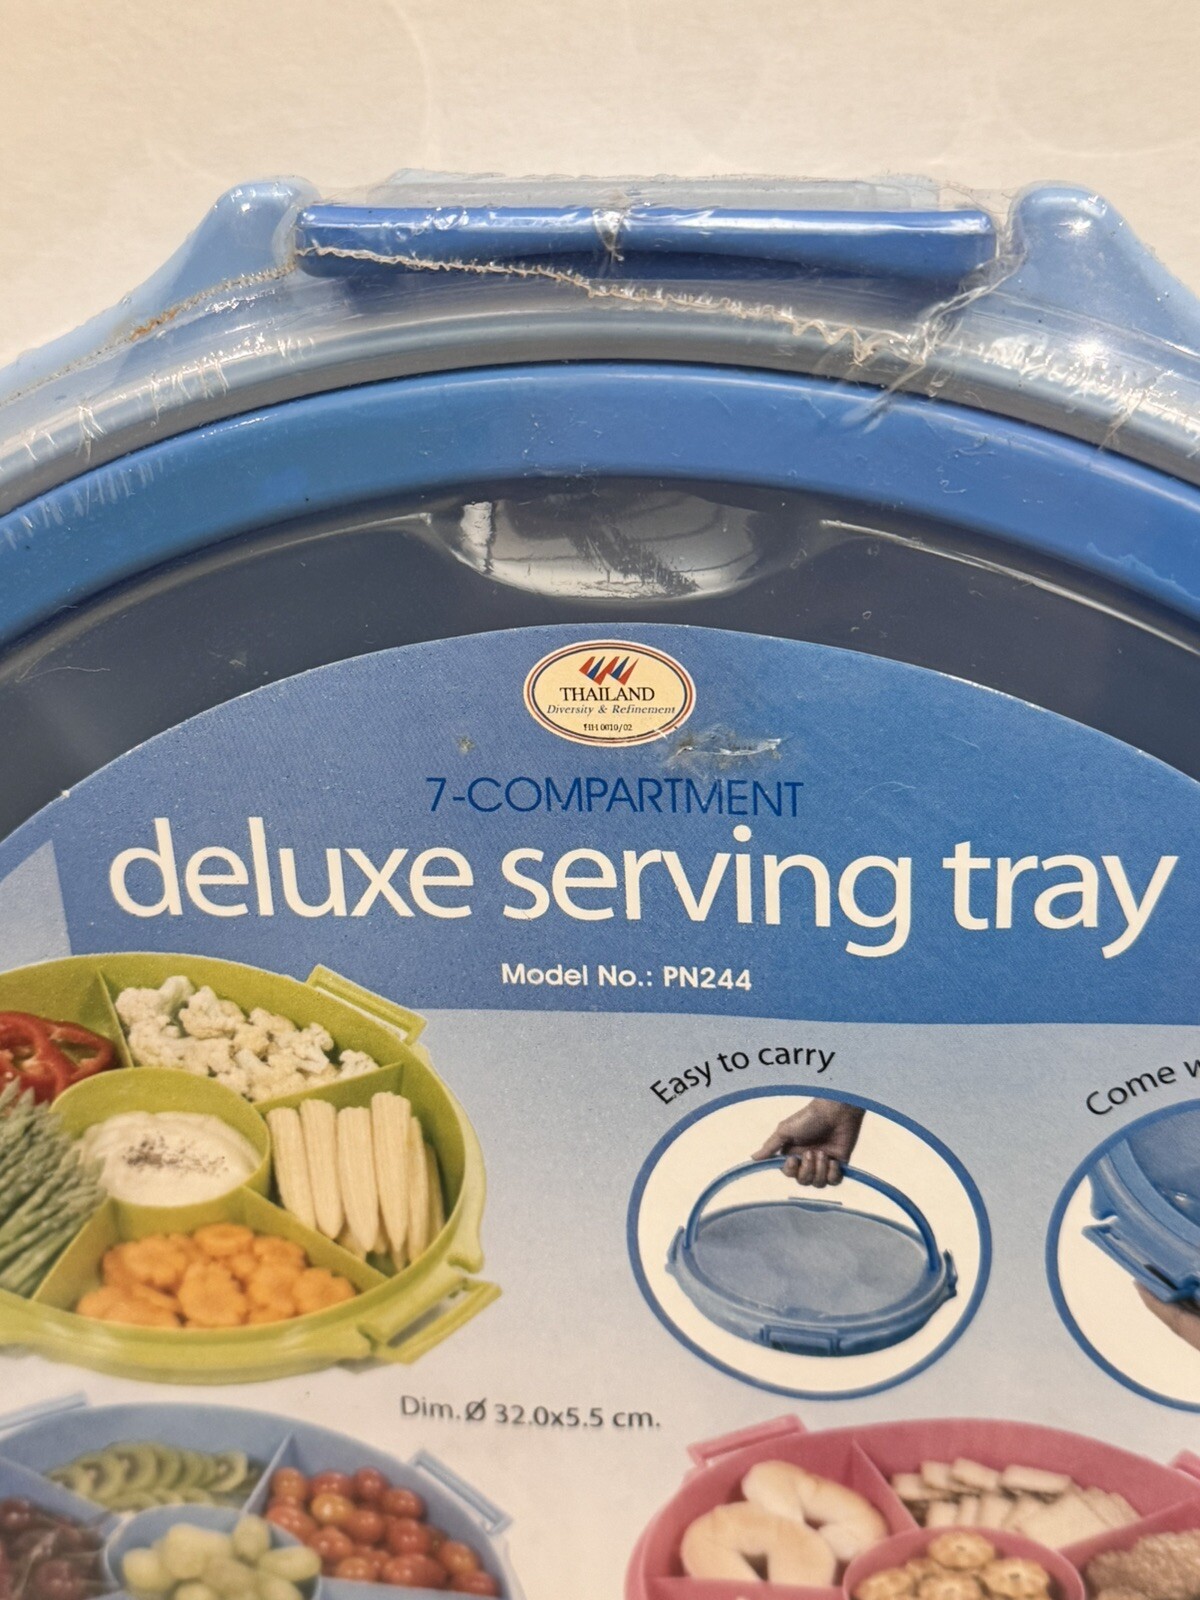 THAILAND
Diversity & Refinement
7-COMPARTMENT
deluxe serving tray
Model No.: PN244
Easy to carry
Come
Dim.Ø 32.0x5.5 cm.